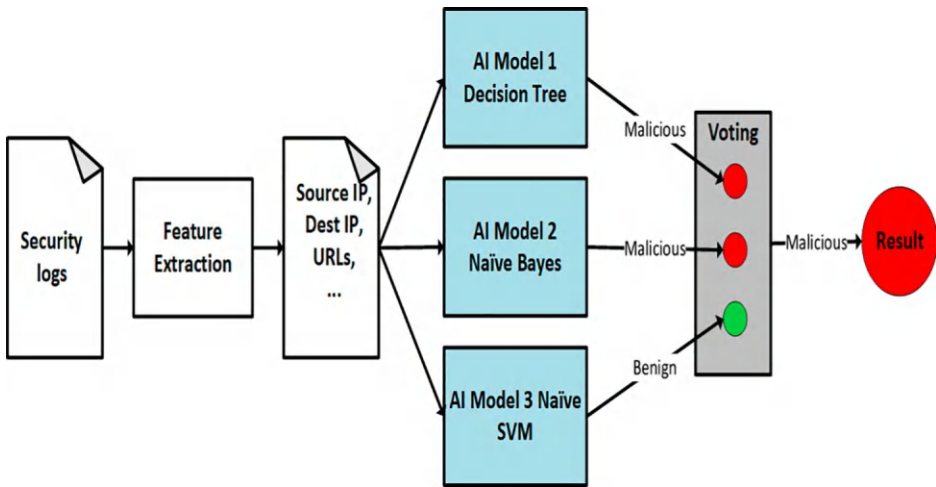 Security
logs
Feature
Extraction
Source IP,
Dest IP,
URLs,
...
AI Model 1
Decision Tree
AI Model 2
Naïve Bayes
AI Model 3 Naïve
SVM
Malicious
Malicious
Benign
Voting
Malicious
Result